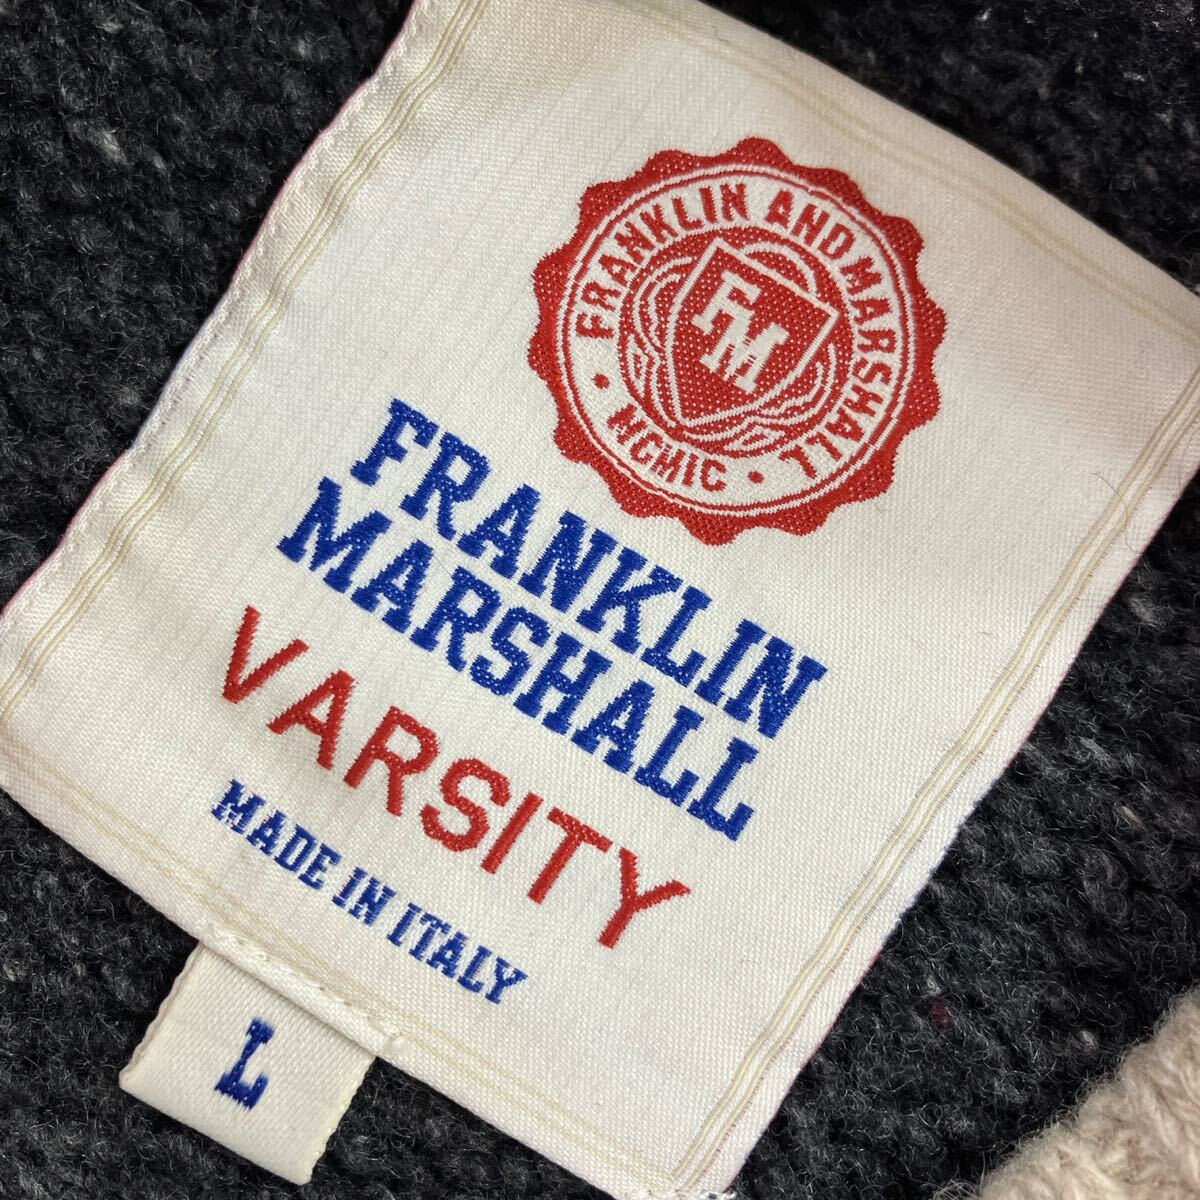 FRANKLIN AND MARSHALL
FM
· MCMIC ·
FRANKLIN
MARSHALL
VARSITY
MADE IN ITALY
L